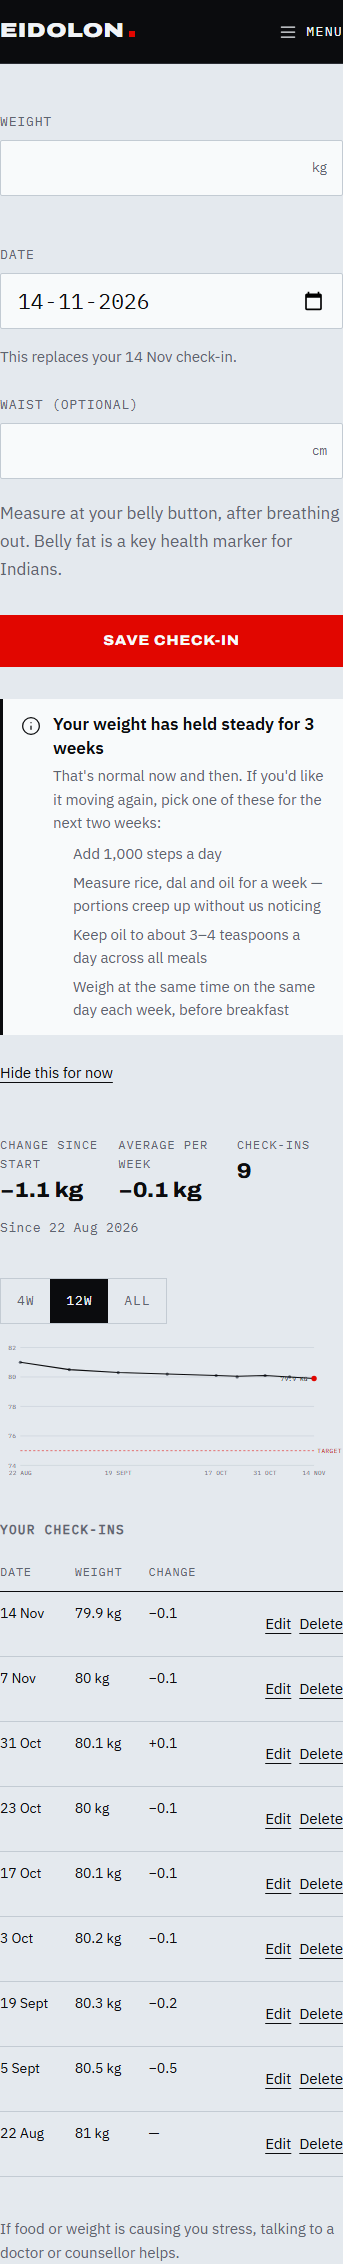 EIDOLON.
MENU
WEIGHT
kg
DATE
14-11-2026
This replaces your 14 Nov check-in.
WAIST (OPTIONAL)
cm
Measure at your belly button, after breathing
out. Belly fat is a key health marker for
Indians.
SAVE CHECK-IN
Your weight has held steady for 3
weeks
That's normal now and then. If you'd like
it moving again, pick one of these for the
next two weeks:
Add 1,000 steps a day
Measure rice, dal and oil for a week —
portions creep up without us noticing
Keep oil to about 3–4 teaspoons a
day across all meals
Weigh at the same time on the same
day each week, before breakfast
Hide this for now
CHANGE SINCE START
−1.1 kg
AVERAGE PER WEEK
−0.1 kg
CHECK-INS
9
Since 22 Aug 2026
4W 12W ALL
82
80
79.9 kg
78
76
TARGET
74
22 AUG 19 SEPT 17 OCT 31 OCT 14 NOV
YOUR CHECK-INS
DATE WEIGHT CHANGE
14 Nov 79.9 kg −0.1 Edit Delete
7 Nov 80 kg −0.1 Edit Delete
31 Oct 80.1 kg +0.1 Edit Delete
23 Oct 80 kg −0.1 Edit Delete
17 Oct 80.1 kg −0.1 Edit Delete
3 Oct 80.2 kg −0.1 Edit Delete
19 Sept 80.3 kg −0.2 Edit Delete
5 Sept 80.5 kg −0.5 Edit Delete
22 Aug 81 kg — Edit Delete
If food or weight is causing you stress, talking to a
doctor or counsellor helps.